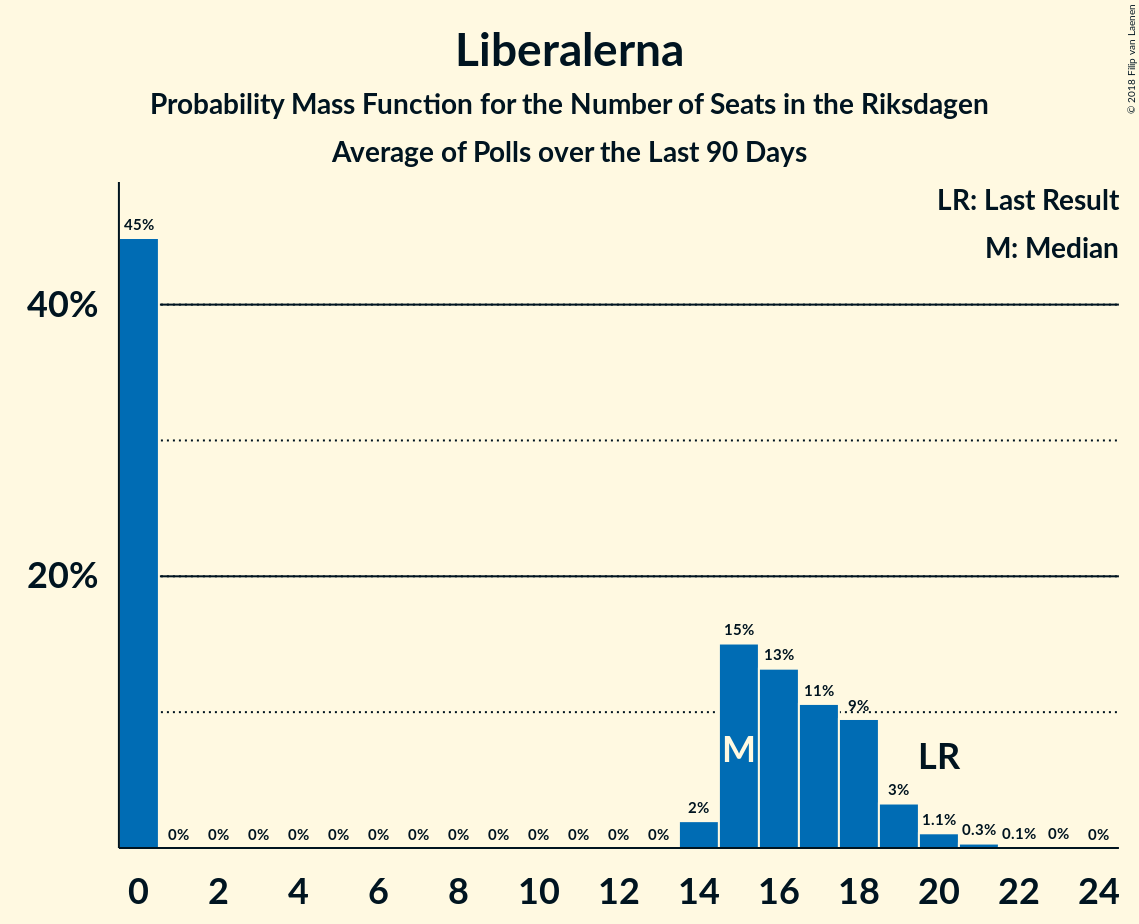 Liberalerna
Probability Mass Function for the Number of Seats in the Riksdagen
Average of Polls over the Last 90 Days
© 2018 Filip van Laenen
LR: Last Result
M: Median
45%
40%
20%
15%
13%
11%
9%
M
LR
3%
2%
1.1%
0.3%
0.1%
0% 0% 0% 0% 0% 0% 0% 0% 0% 0% 0% 0% 0% 0% 0%
0 2 4 6 8 10 12 14 16 18 20 22 24